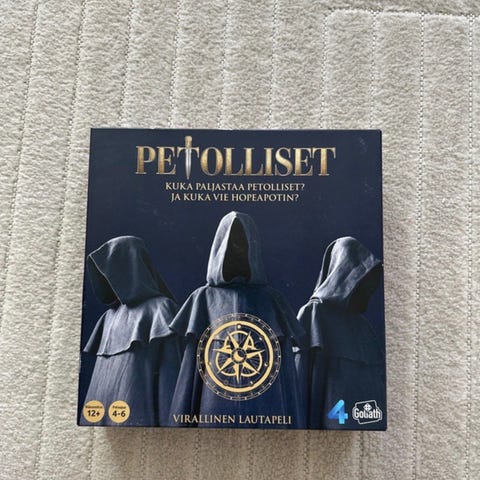 PETOLLISET
KUKA PALJASTAA PETOLLISET?
JA KUKA VIE HOPEAPOTIN?
12+
4-6
VIRALLINEN LAUTAPELI
4
Goliath